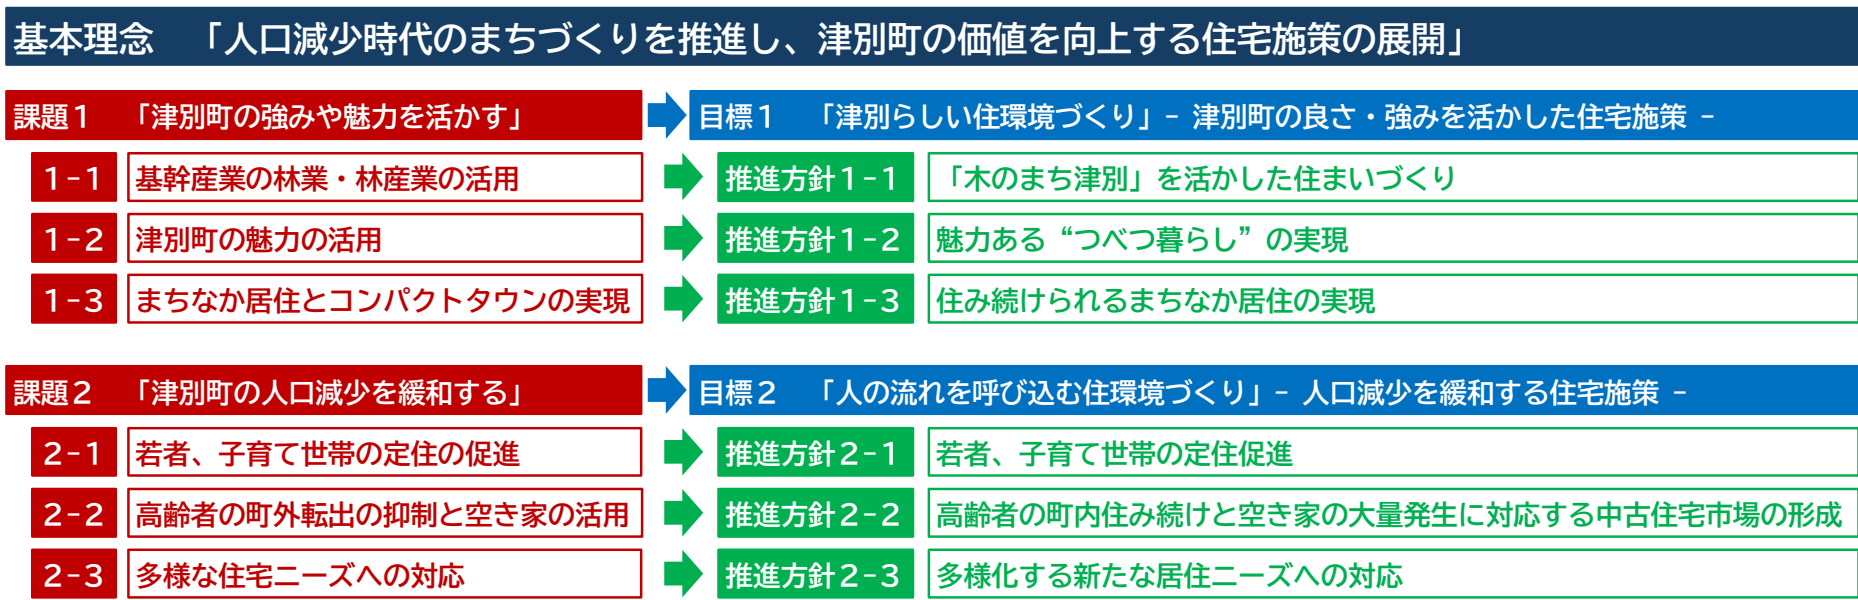 基本理念　「人口減少時代のまちづくりを推進し、津別町の価値を向上する住宅施策の展開」
課題１　「津別町の強みや魅力を活かす」
目標１　「津別らしい住環境づくり」－ 津別町の良さ・強みを活かした住宅施策 －
１－１　基幹産業の林業・林産業の活用
推進方針１－１　「木のまち津別」を活かした住まいづくり
１－２　津別町の魅力の活用
推進方針１－２　魅力ある“つべつ暮らし”の実現
１－３　まちなか居住とコンパクトタウンの実現
推進方針１－３　住み続けられるまちなか居住の実現
課題２　「津別町の人口減少を緩和する」
目標２　「人の流れを呼び込む住環境づくり」－ 人口減少を緩和する住宅施策 －
２－１　若者、子育て世帯の定住の促進
推進方針２－１　若者、子育て世帯の定住促進
２－２　高齢者の町外転出の抑制と空き家の活用
推進方針２－２　高齢者の町内住み続けと空き家の大量発生に対応する中古住宅市場の形成
２－３　多様な住宅ニーズへの対応
推進方針２－３　多様化する新たな居住ニーズへの対応